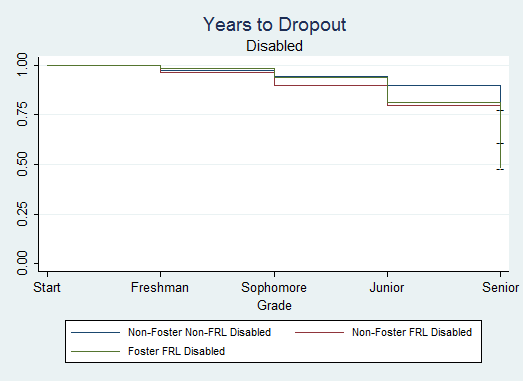 Years to Dropout
Disabled
1.00
0.75
0.50
0.25
0.00
Start Freshman Sophomore Junior Senior
Grade
Non-Foster Non-FRL Disabled Non-Foster FRL Disabled
Foster FRL Disabled